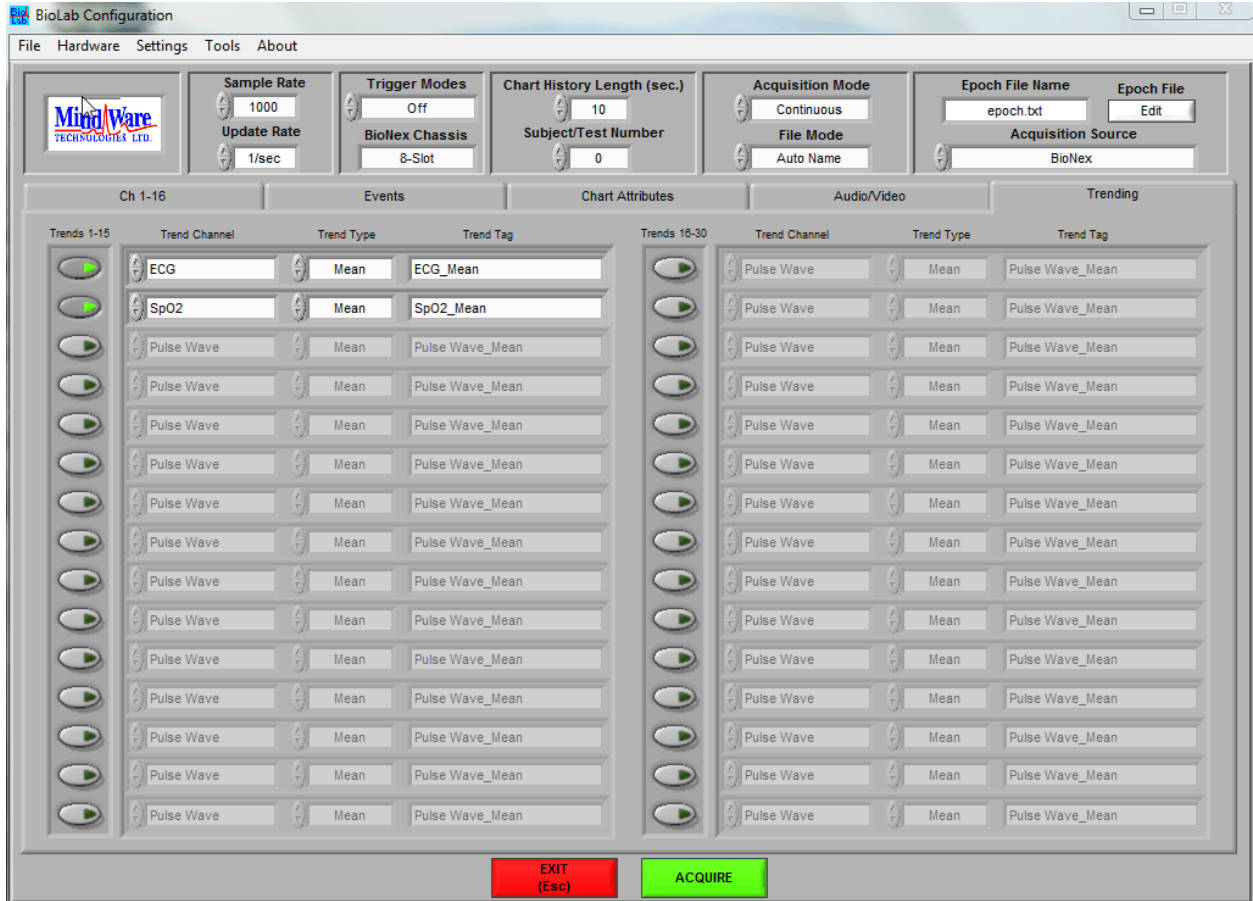 BioLab Configuration
File Hardware Settings Tools About
MindWare
TECHNOLOGIES LTD.
Sample Rate
1000
Update Rate
1/sec
Trigger Modes
Off
BioNex Chassis
8-Slot
Chart History Length (sec.)
10
Subject/Test Number
0
Acquisition Mode
Continuous
File Mode
Auto Name
Epoch File Name
epoch.txt
Epoch File
Edit
Acquisition Source
BioNex
Ch 1-16 Events Chart Attributes Audio/Video Trending
Trends 1-15 Trend Channel Trend Type Trend Tag Trends 16-30 Trend Channel Trend Type Trend Tag
ECG Mean ECG_Mean Pulse Wave Mean Pulse Wave_Mean
SpO2 Mean SpO2_Mean Pulse Wave Mean Pulse Wave_Mean
Pulse Wave Mean Pulse Wave_Mean Pulse Wave Mean Pulse Wave_Mean
Pulse Wave Mean Pulse Wave_Mean Pulse Wave Mean Pulse Wave_Mean
Pulse Wave Mean Pulse Wave_Mean Pulse Wave Mean Pulse Wave_Mean
Pulse Wave Mean Pulse Wave_Mean Pulse Wave Mean Pulse Wave_Mean
Pulse Wave Mean Pulse Wave_Mean Pulse Wave Mean Pulse Wave_Mean
Pulse Wave Mean Pulse Wave_Mean Pulse Wave Mean Pulse Wave_Mean
Pulse Wave Mean Pulse Wave_Mean Pulse Wave Mean Pulse Wave_Mean
Pulse Wave Mean Pulse Wave_Mean Pulse Wave Mean Pulse Wave_Mean
Pulse Wave Mean Pulse Wave_Mean Pulse Wave Mean Pulse Wave_Mean
Pulse Wave Mean Pulse Wave_Mean Pulse Wave Mean Pulse Wave_Mean
Pulse Wave Mean Pulse Wave_Mean Pulse Wave Mean Pulse Wave_Mean
Pulse Wave Mean Pulse Wave_Mean Pulse Wave Mean Pulse Wave_Mean
Pulse Wave Mean Pulse Wave_Mean Pulse Wave Mean Pulse Wave_Mean
EXIT
(Esc)
ACQUIRE